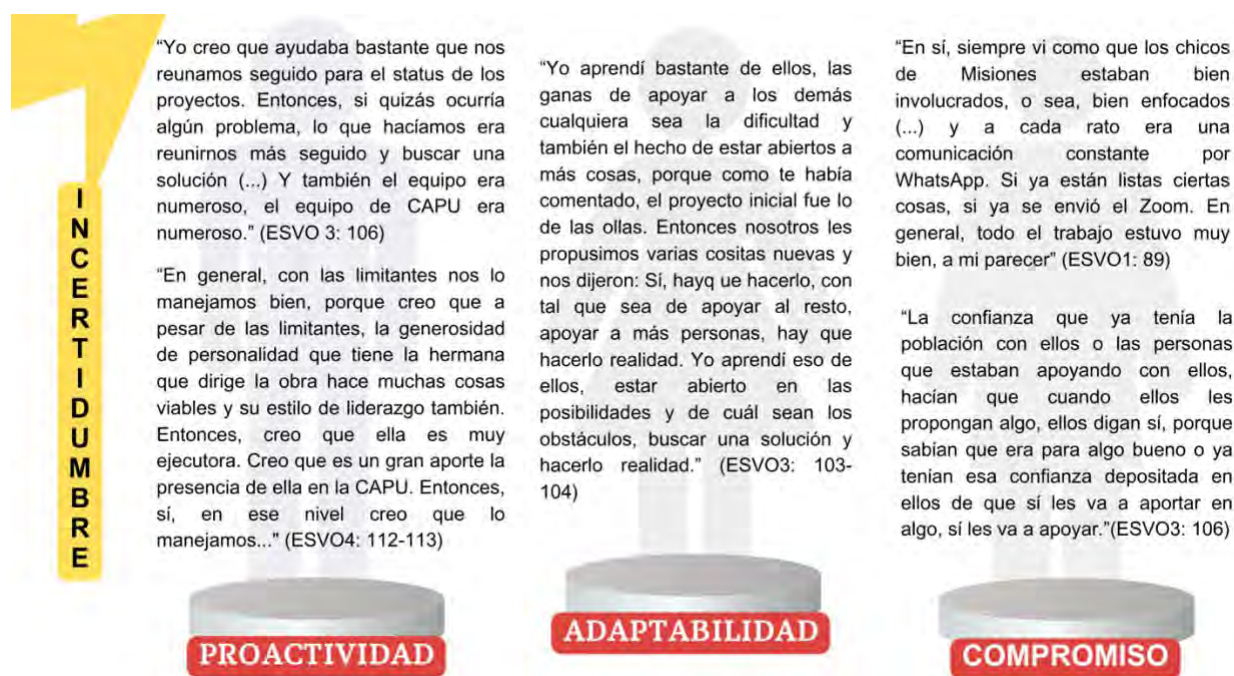 INCERTIDUMBRE
“Yo creo que ayudaba bastante que nos
reunamos seguido para el status de los
proyectos. Entonces, si quizás ocurría
algún problema, lo que hacíamos era
reunirnos más seguido y buscar una
solución (...) Y también el equipo era
numeroso, el equipo de CAPU era
numeroso.” (ESVO 3: 106)
“En general, con las limitantes nos lo
manejamos bien, porque creo que a
pesar de las limitantes, la generosidad
de personalidad que tiene la hermana
que dirige la obra hace muchas cosas
viables y su estilo de liderazgo también.
Entonces, creo que ella es muy
ejecutora. Creo que es un gran aporte la
presencia de ella en la CAPU. Entonces,
sí, en ese nivel creo que lo
manejamos..." (ESVO4: 112-113)
PROACTIVIDAD
“Yo aprendí bastante de ellos, las
ganas de apoyar a los demás
cualquiera sea la dificultad y
también el hecho de estar abiertos a
más cosas, porque como te había
comentado, el proyecto inicial fue lo
de las ollas. Entonces nosotros les
propusimos varias cositas nuevas y
nos dijeron: Sí, hayq ue hacerlo, con
tal que sea de apoyar al resto,
apoyar a más personas, hay que
hacerlo realidad. Yo aprendí eso de
ellos, estar abierto en las
posibilidades y de cuál sean los
obstáculos, buscar una solución y
hacerlo realidad.” (ESVO3: 103-
104)
ADAPTABILIDAD
“En sí, siempre vi como que los chicos
de Misiones estaban bien
involucrados, o sea, bien enfocados
(...) y a cada rato era una
comunicación constante por
WhatsApp. Si ya están listas ciertas
cosas, si ya se envió el Zoom. En
general, todo el trabajo estuvo muy
bien, a mi parecer” (ESVO1: 89)
“La confianza que ya tenía la
población con ellos o las personas
que estaban apoyando con ellos,
hacían que cuando ellos les
propongan algo, ellos digan sí, porque
sabían que era para algo bueno o ya
tenían esa confianza depositada en
ellos de que sí les va a aportar en
algo, sí les va a apoyar.”(ESVO3: 106)
COMPROMISO